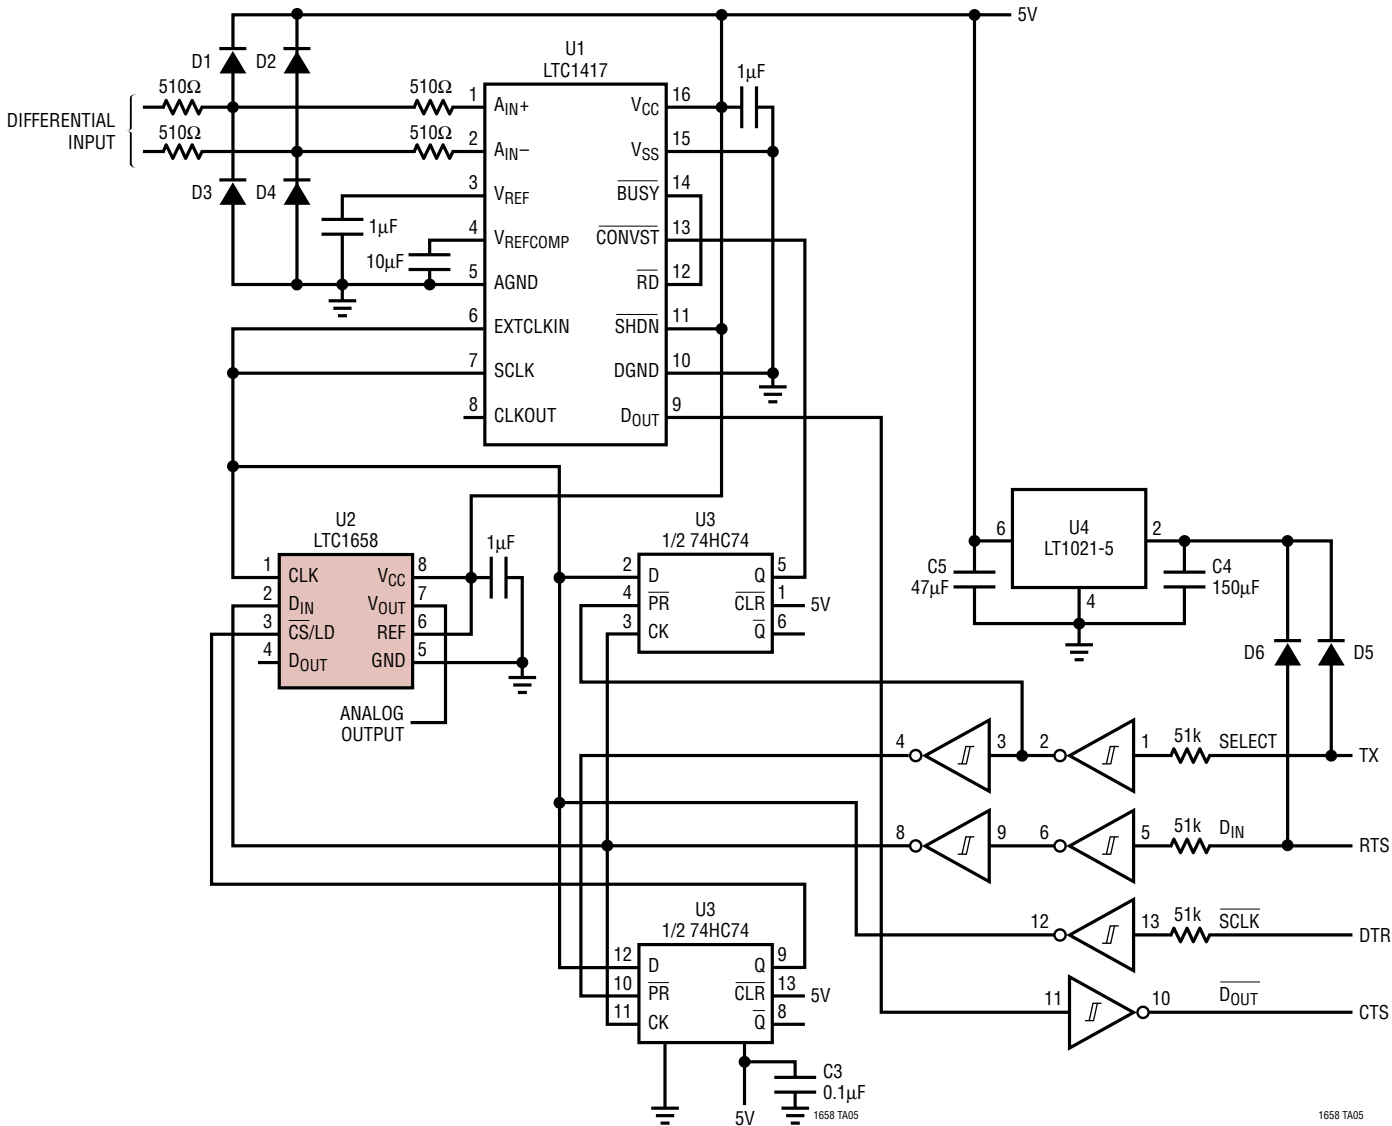 5V
U1
LTC1417
D1
D2
510Ω
510Ω
1
AIN+
VCC
16
1µF
DIFFERENTIAL
INPUT
510Ω
510Ω
2
AIN−
VSS
15
D3
D4
3
VREF
BUSY
14
1µF
4
VREFCOMP
CONVST
13
10µF
5
AGND
RD
12
6
EXTCLKIN
SHDN
11
7
SCLK
DGND
10
8
CLKOUT
DOUT
9
U2
LTC1658
1µF
1
CLK
VCC
8
2
DIN
VOUT
7
3
CS/LD
REF
6
4
DOUT
GND
5
ANALOG
OUTPUT
U3
1/2 74HC74
2
D
Q
5
4
PR
CLR
1
5V
3
CK
Q
6
6
U4
LT1021-5
2
4
C5
47µF
C4
150µF
D6
D5
4
3
2
1
51k
SELECT
TX
8
9
6
5
51k
DIN
RTS
12
13
51k
SCLK
DTR
11
10
DOUT
CTS
U3
1/2 74HC74
12
D
Q
9
10
PR
CLR
13
5V
11
CK
Q
8
C3
0.1µF
5V
1658 TA05
1658 TA05